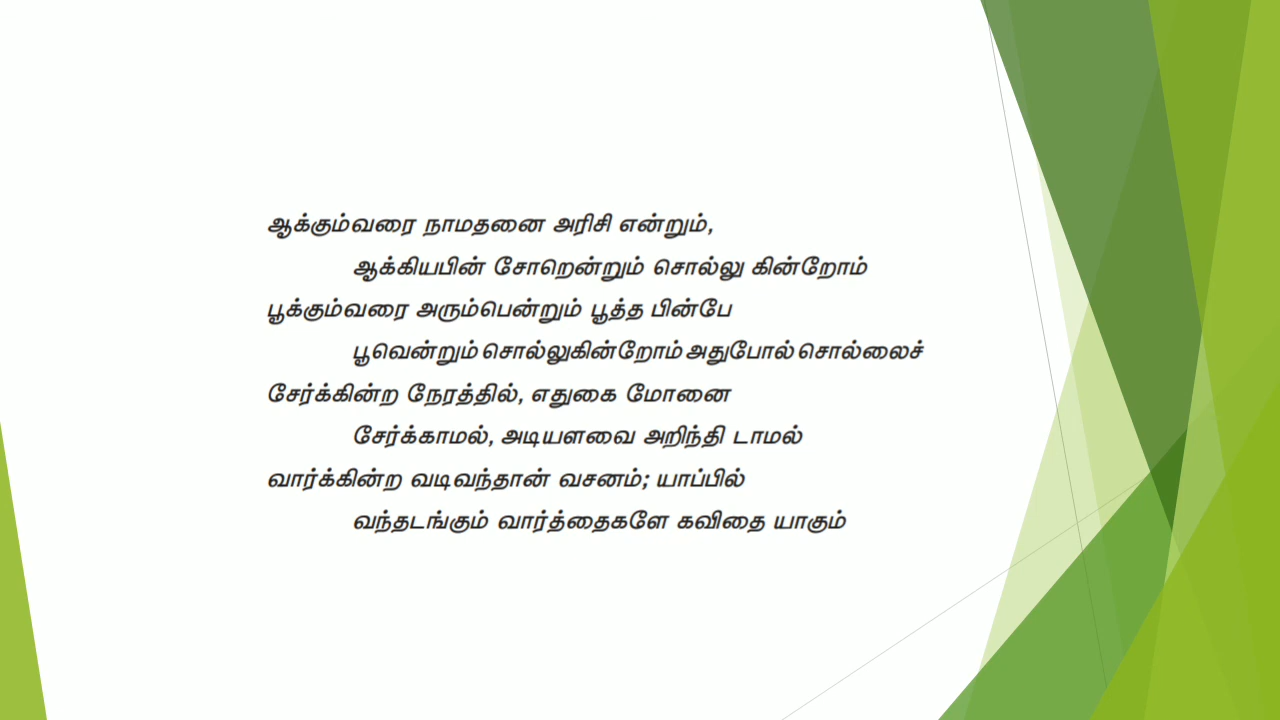 ஆக்கும்வரை நாமதனை அரிசி என்றும்,
ஆக்கியபின் சோறென்றும் சொல்லு கின்றோம்
பூக்கும்வரை அரும்பென்றும் பூத்த பின்பே
பூவென்றும் சொல்லுகின்றோம் அதுபோல் சொல்லைச்
சேர்க்கின்ற நேரத்தில், எதுகை மோனை
சேர்க்காமல், அடியளவை அறிந்தி டாமல்
வார்க்கின்ற வடிவந்தான் வசனம்; யாப்பில்
வந்தடங்கும் வார்த்தைகளே கவிதை யாகும்